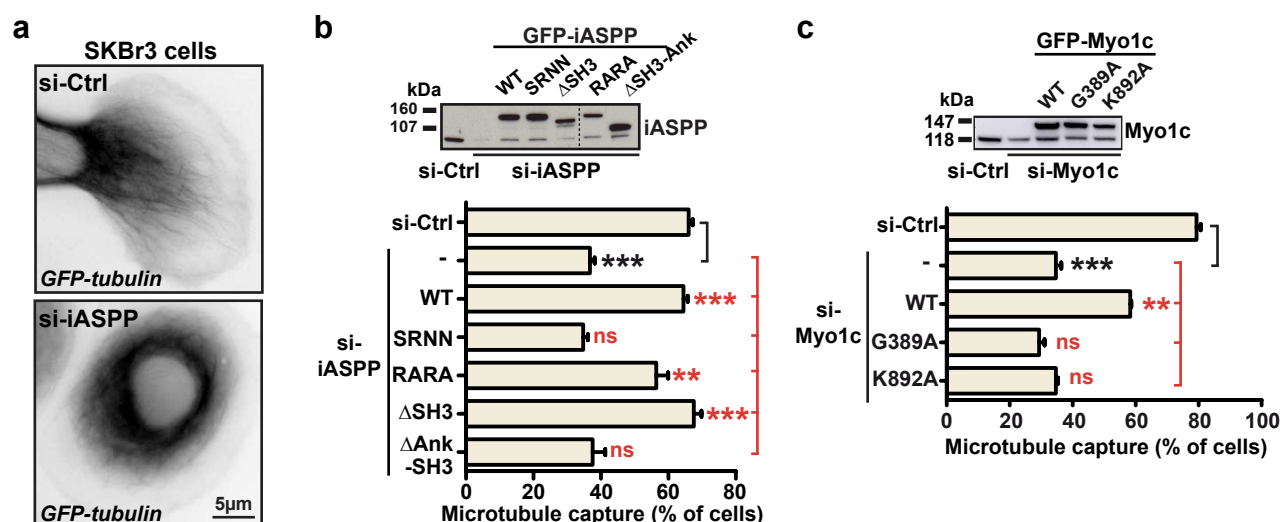 a
SKBr3 cells
si-Ctrl
GFP-tubulin
si-iASPP
5µm
GFP-tubulin
b
GFP-iASPP
WT SRNN ΔSH3 RARA ΔSH3-Ank
kDa
160
107
iASPP
si-Ctrl si-iASPP
si-Ctrl
- ***
WT ***
SRNN ns
RARA **
ΔSH3 ***
ΔAnk
-SH3 ns
si-
iASPP
0 20 40 60 80
Microtubule capture (% of cells)
c
GFP-Myo1c
WT G389A K892A
kDa
147
118
Myo1c
si-Ctrl si-Myo1c
si-Ctrl
- ***
WT **
G389A ns
K892A ns
si-
Myo1c
0 20 40 60 80 100
Microtubule capture (% of cells)